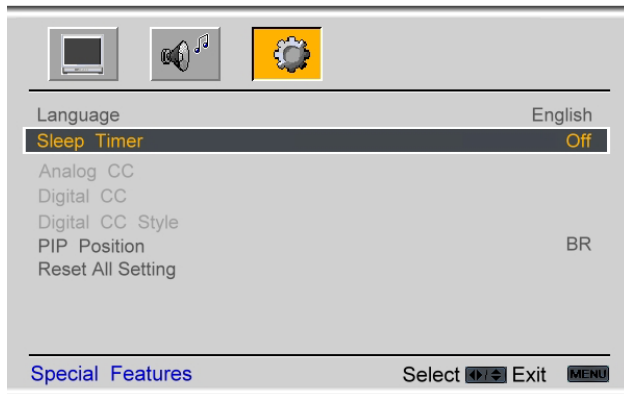 Language English
Sleep Timer Off
Analog CC
Digital CC
Digital CC Style
PIP Position BR
Reset All Setting
Special Features Select Exit MENU